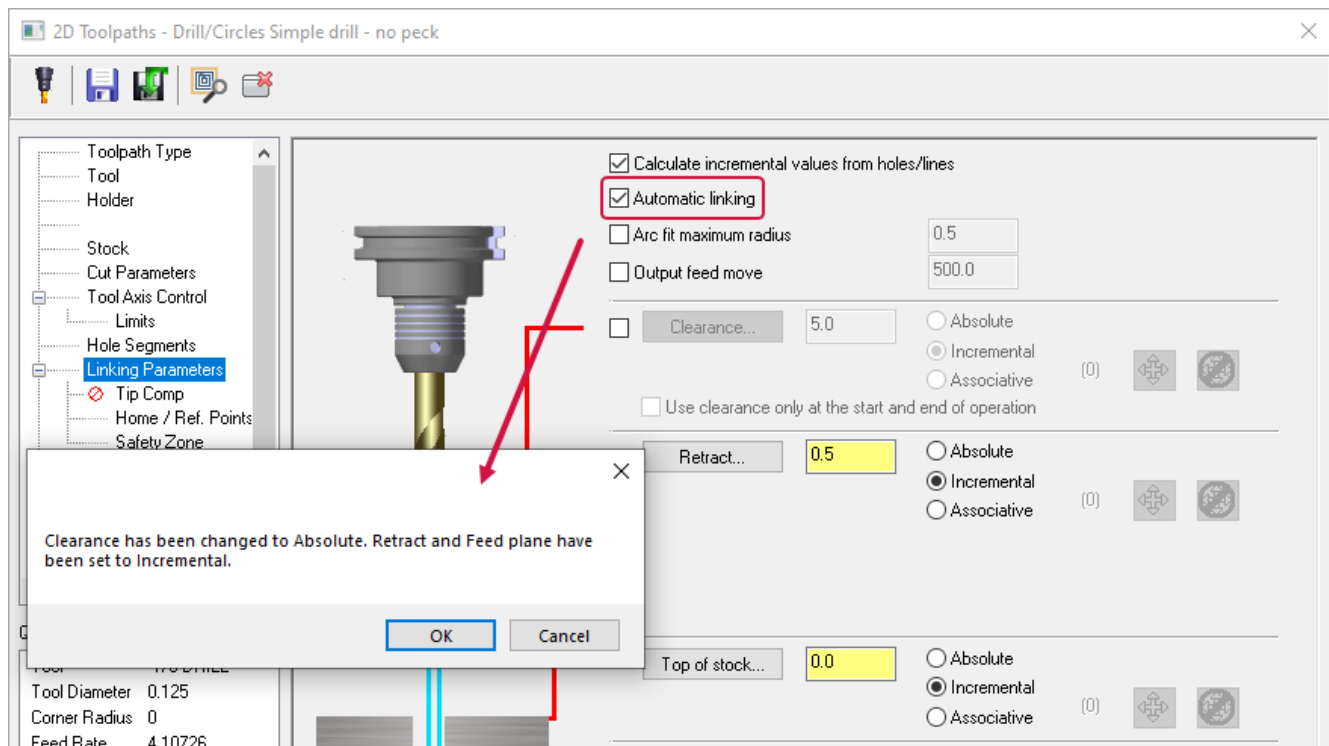 2D Toolpaths - Drill/Circles Simple drill - no peck
Toolpath Type
Tool
Holder
Stock
Cut Parameters
Tool Axis Control
Limits
Hole Segments
Linking Parameters
Tip Comp
Home / Ref. Points
Safety Zone
Calculate incremental values from holes/lines
Automatic linking
Arc fit maximum radius 0.5
Output feed move 500.0
Clearance... 5.0 Absolute
Incremental
Associative (0)
Use clearance only at the start and end of operation
Retract... 0.5 Absolute
Incremental
Associative (0)
Clearance has been changed to Absolute. Retract and Feed plane have
been set to Incremental.
OK Cancel
Top of stock... 0.0 Absolute
Incremental
Associative (0)
Tool Diameter 0.125
Corner Radius 0
Feed Rate 4.10726